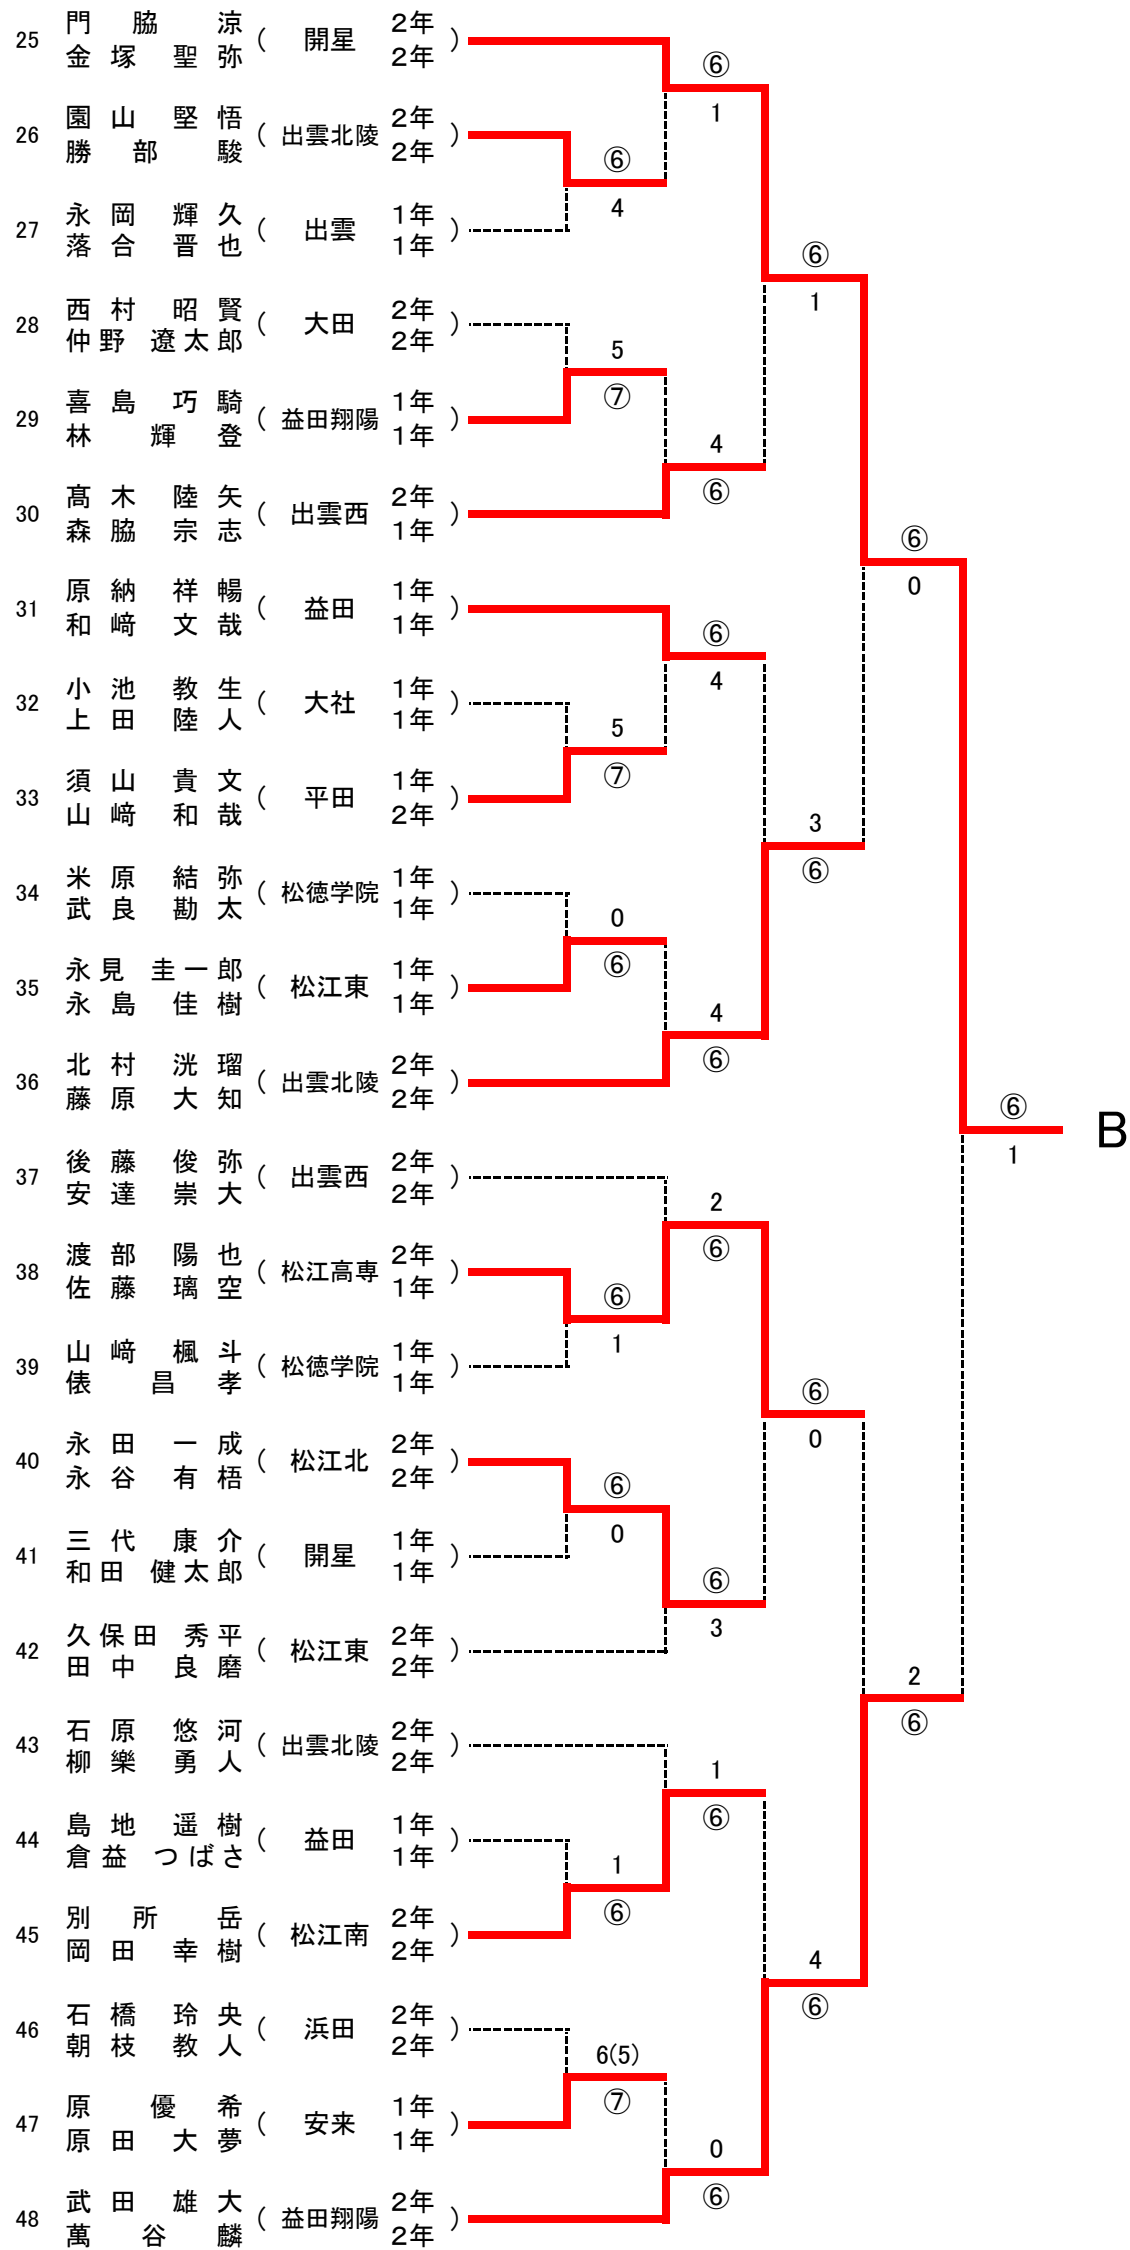 25 門脇 涼 金塚 聖弥 ( 開星 2年 2年 )
⑥
1
26 園山 堅悟 勝部 駿 ( 出雲北陵 2年 2年 )
⑥
4
27 永岡 輝久 落合 晋也 ( 出雲 1年 1年 )
⑥
1
28 西村 昭賢 仲野 遼太郎 ( 大田 2年 2年 )
5
⑦
29 喜島 巧騎 林 輝登 ( 益田翔陽 1年 1年 )
4
⑥
30 髙木 陸矢 森脇 宗志 ( 出雲西 2年 1年 )
⑥
0
31 原納 祥暢 和﨑 文哉 ( 益田 1年 1年 )
⑥
4
32 小池 教生 上田 陸人 ( 大社 1年 1年 )
5
⑦
33 須山 貴文 山﨑 和哉 ( 平田 1年 2年 )
3
⑥
34 米原 結弥 武良 勘太 ( 松徳学院 1年 1年 )
0
⑥
35 永見 圭一郎 永島 佳樹 ( 松江東 1年 1年 )
4
⑥
36 北村 洸瑠 藤原 大知 ( 出雲北陵 2年 2年 )
⑥
1
B
37 後藤 俊弥 安達 崇大 ( 出雲西 2年 2年 )
2
⑥
38 渡部 陽也 佐藤 璃空 ( 松江高専 2年 1年 )
⑥
1
39 山﨑 楓斗 俵 昌孝 ( 松徳学院 1年 1年 )
⑥
0
40 永田 一成 永谷 有梧 ( 松江北 2年 2年 )
⑥
0
41 三代 康介 和田 健太郎 ( 開星 1年 1年 )
⑥
3
42 久保田 秀平 田中 良磨 ( 松江東 2年 2年 )
2
⑥
43 石原 悠河 柳樂 勇人 ( 出雲北陵 2年 2年 )
1
⑥
44 島地 遥樹 倉益 つばさ ( 益田 1年 1年 )
1
⑥
45 別所 岳 岡田 幸樹 ( 松江南 2年 2年 )
4
⑥
46 石橋 玲央 朝枝 教人 ( 浜田 2年 2年 )
6(5)
⑦
47 原 優希 原田 大夢 ( 安来 1年 1年 )
0
⑥
48 武田 雄大 萬谷 麟 ( 益田翔陽 2年 2年 )